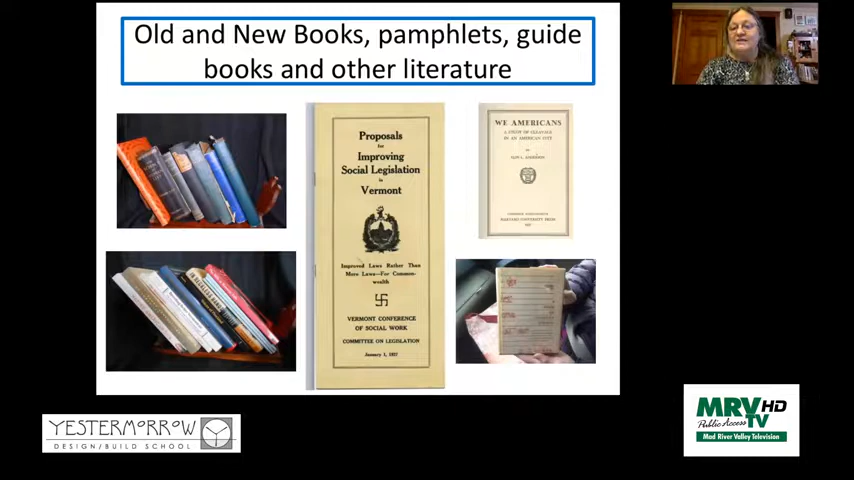 Old and New Books, pamphlets, guide
books and other literature
Proposals
for
Improving
Social Legislation
in
Vermont
Improved Laws Rather Than
More Laws—For Common-
wealth
VERMONT CONFERENCE
OF SOCIAL WORK
COMMITTEE ON LEGISLATION
January 1, 1917
WE AMERICANS
A STUDY OF CLEAVAGE
IN AN AMERICAN CITY
BY
ELIN L. ANDERSON
HARVARD UNIVERSITY PRESS
YESTERMORROW
DESIGN/BUILD SCHOOL
MRV HD
Public Access TV
Mad River Valley Television